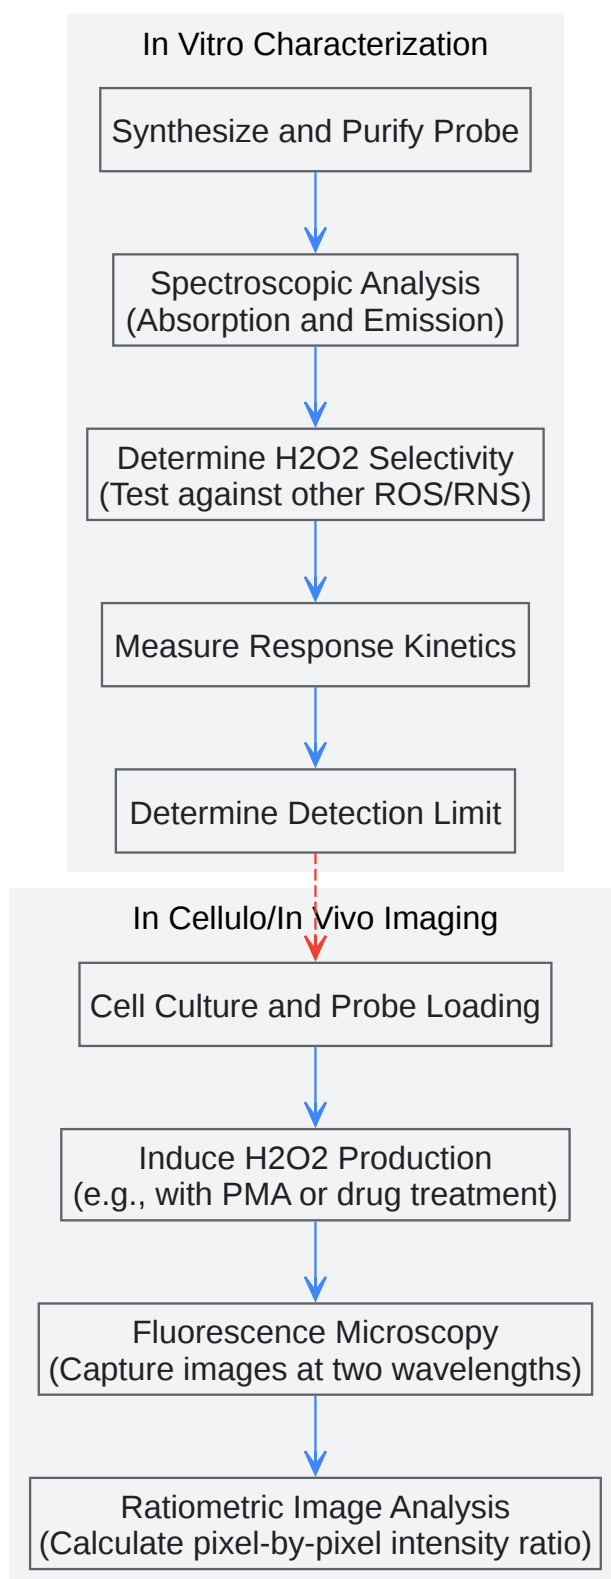 In Vitro Characterization
Synthesize and Purify Probe
Spectroscopic Analysis
(Absorption and Emission)
Determine H2O2 Selectivity
(Test against other ROS/RNS)
Measure Response Kinetics
Determine Detection Limit
In Cellulo/In Vivo Imaging
Cell Culture and Probe Loading
Induce H2O2 Production
(e.g., with PMA or drug treatment)
Fluorescence Microscopy
(Capture images at two wavelengths)
Ratiometric Image Analysis
(Calculate pixel-by-pixel intensity ratio)